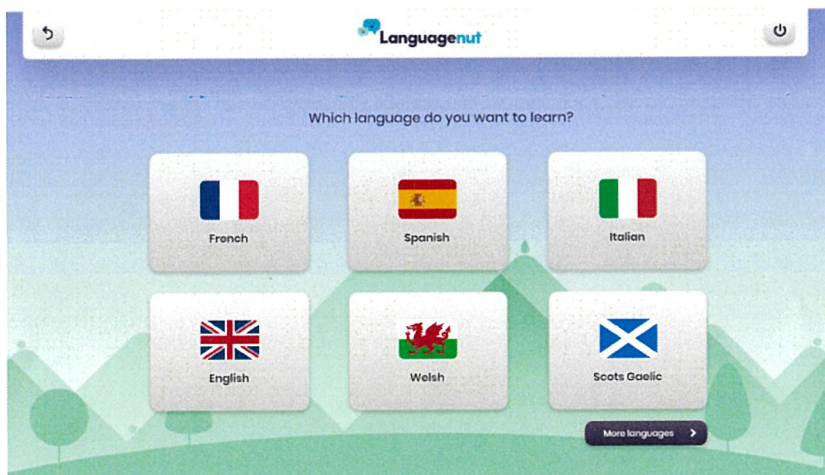 Languagenut
Which language do you want to learn?
French
Spanish
Italian
English
Welsh
Scots Gaelic
More languages